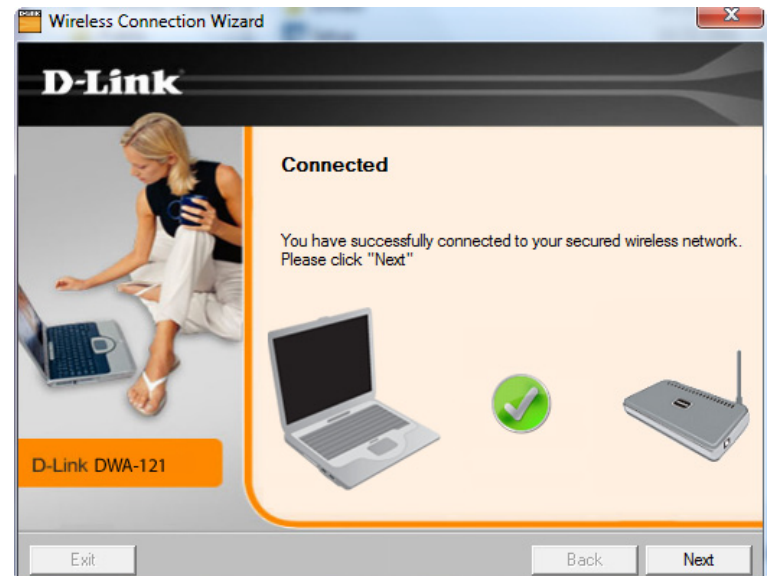 Wireless Connection Wizard
D-Link
Connected
You have successfully connected to your secured wireless network.
Please click "Next"
D-Link DWA-121
Exit
Back
Next